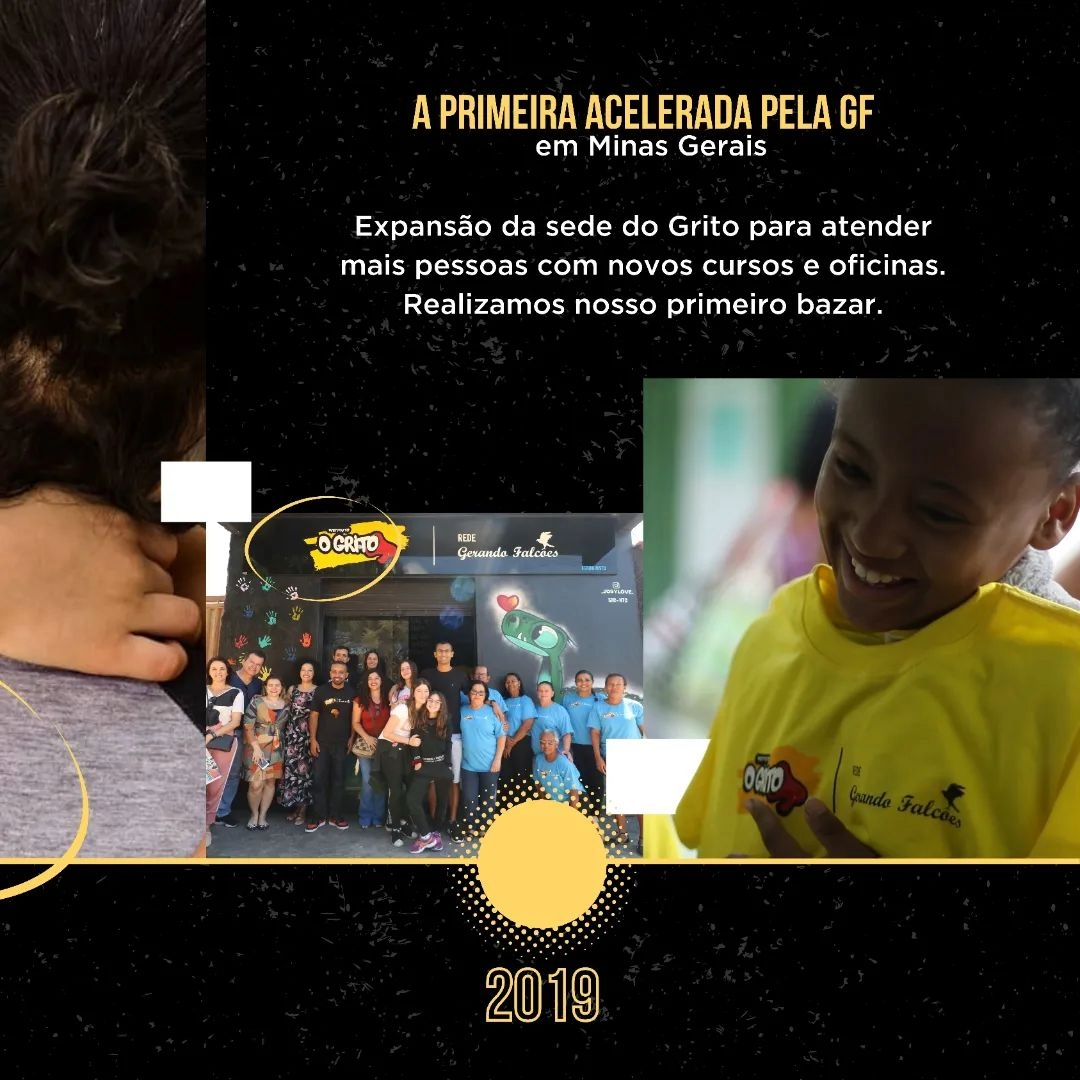 A PRIMEIRA ACELERADA PELA GF
em Minas Gerais
Expansão da sede do Grito para atender
mais pessoas com novos cursos e oficinas.
Realizamos nosso primeiro bazar.
O GRITO
REDE
Gerando Falcões
O GRITO
REDE
Gerando Falcões
2019